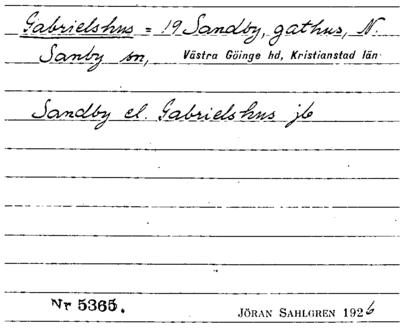 Gabrielshus = 19 Sandby, gathus, N.
Sanby sn, Västra Göinge hd, Kristianstad län
Sandby el. Gabrielshus jb
Nr 5365.
JÖRAN SAHLGREN 1926